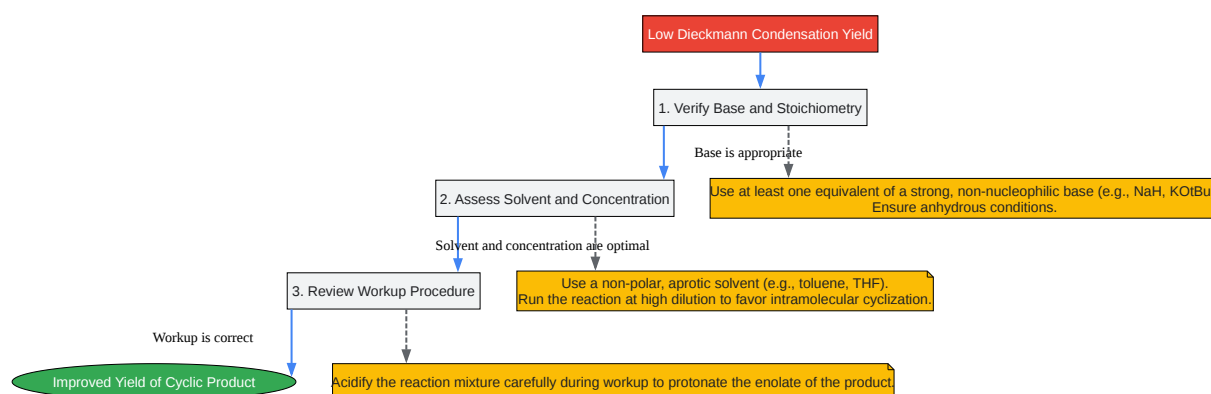 Low Dieckmann Condensation Yield
1. Verify Base and Stoichiometry
Base is appropriate
Use at least one equivalent of a strong, non-nucleophilic base (e.g., NaH, KOtBu
Ensure anhydrous conditions.
2. Assess Solvent and Concentration
Solvent and concentration are optimal
Use a non-polar, aprotic solvent (e.g., toluene, THF).
Run the reaction at high dilution to favor intramolecular cyclization.
3. Review Workup Procedure
Workup is correct
Improved Yield of Cyclic Product
Acidify the reaction mixture carefully during workup to protonate the enolate of the product.